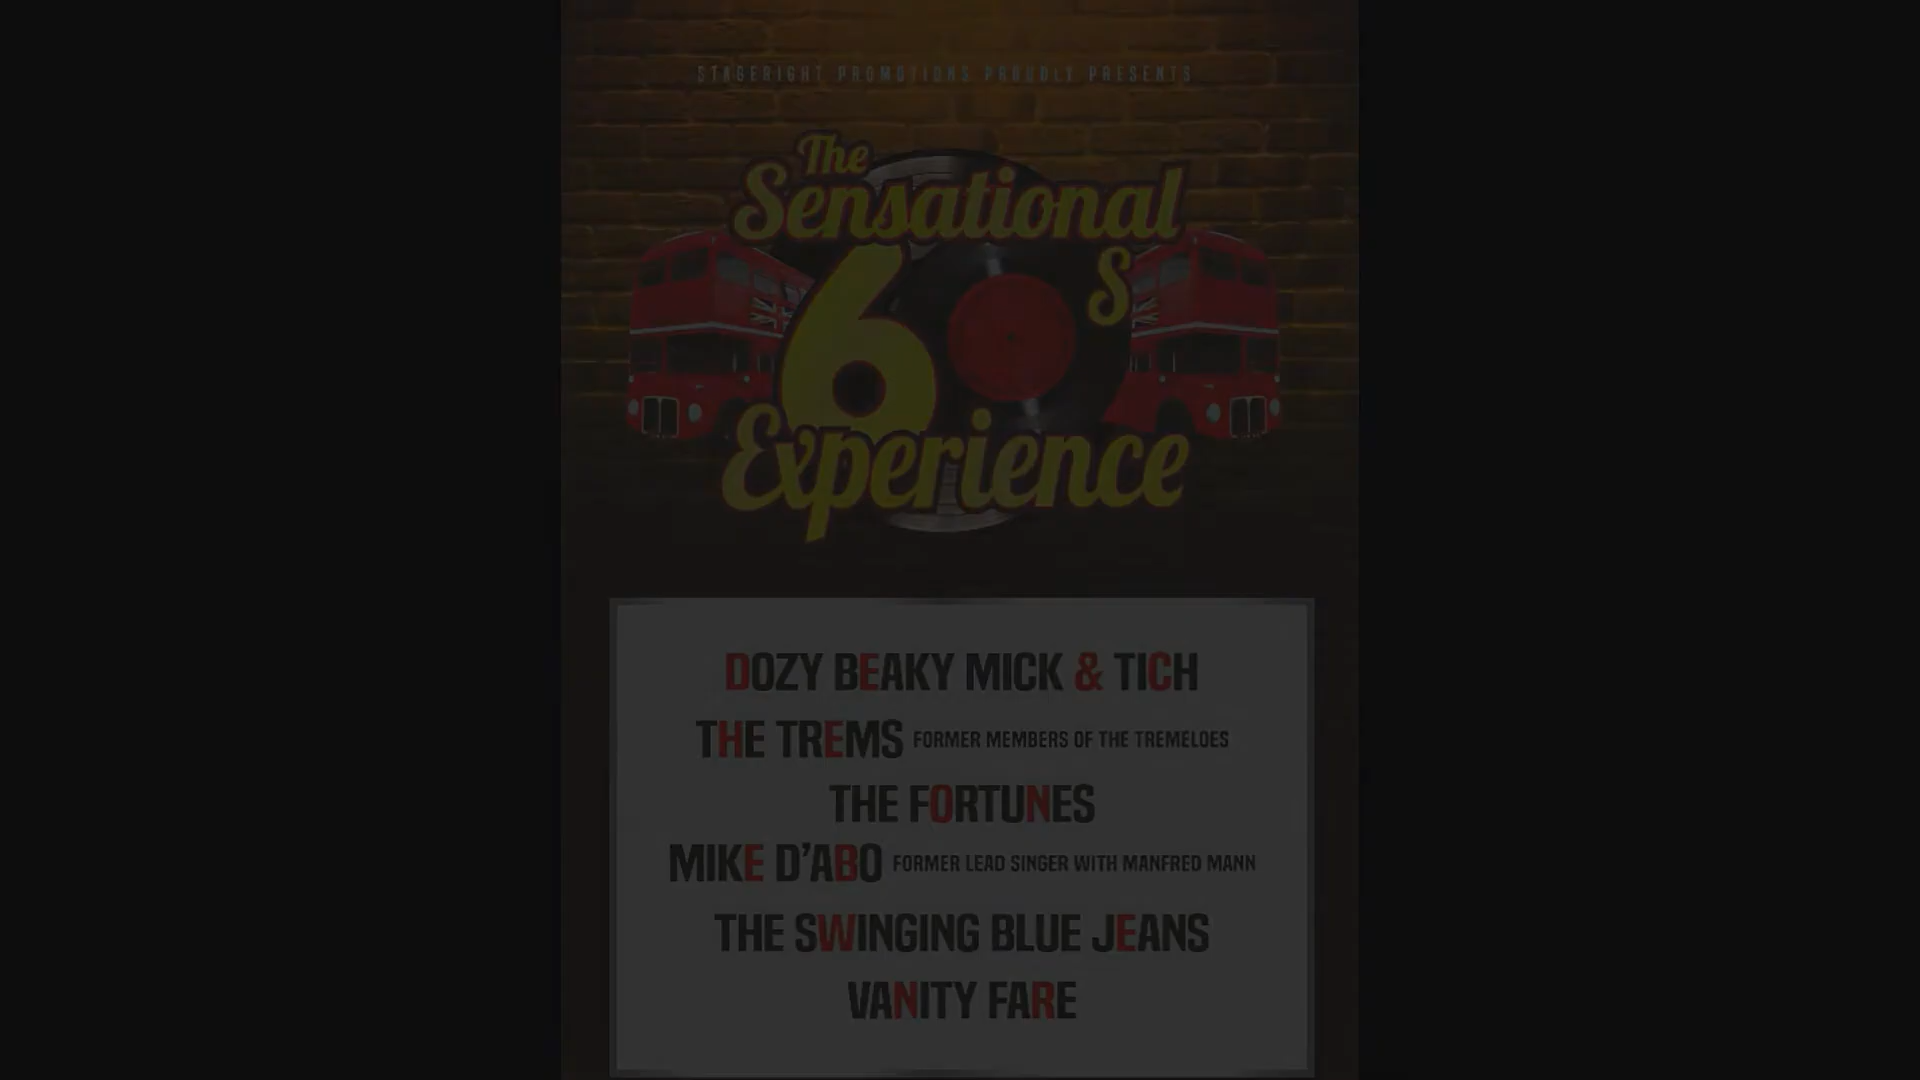 STAGERIGHT PROMOTIONS PROUDLY PRESENTS
The
Sensational
60s
Experience
DOZY BEAKY MICK & TICH
THE TREMS FORMER MEMBERS OF THE TREMELOES
THE FORTUNES
MIKE D'ABO FORMER LEAD SINGER WITH MANFRED MANN
THE SWINGING BLUE JEANS
VANITY FARE